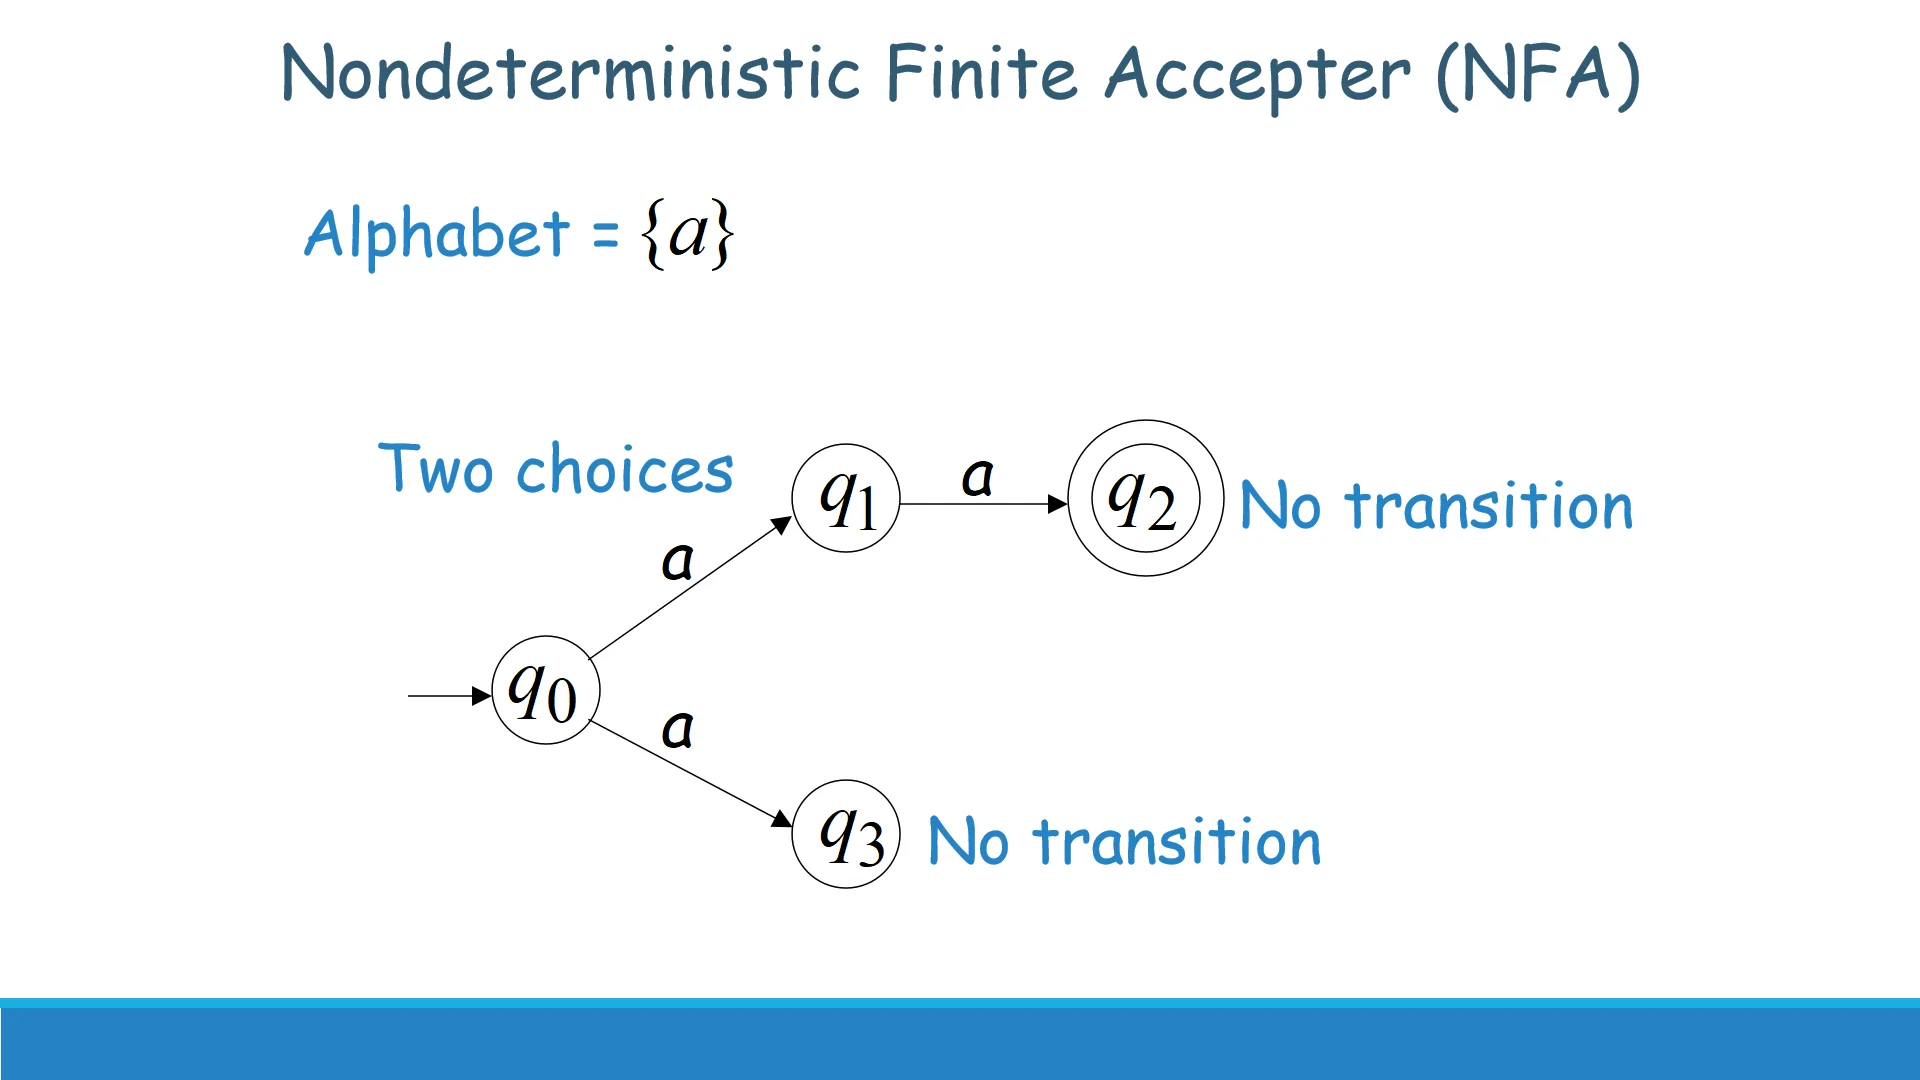 Nondeterministic Finite Accepter (NFA)
Alphabet = {a}
Two choices
q1
a
q2
No transition
a
q0
a
q3
No transition